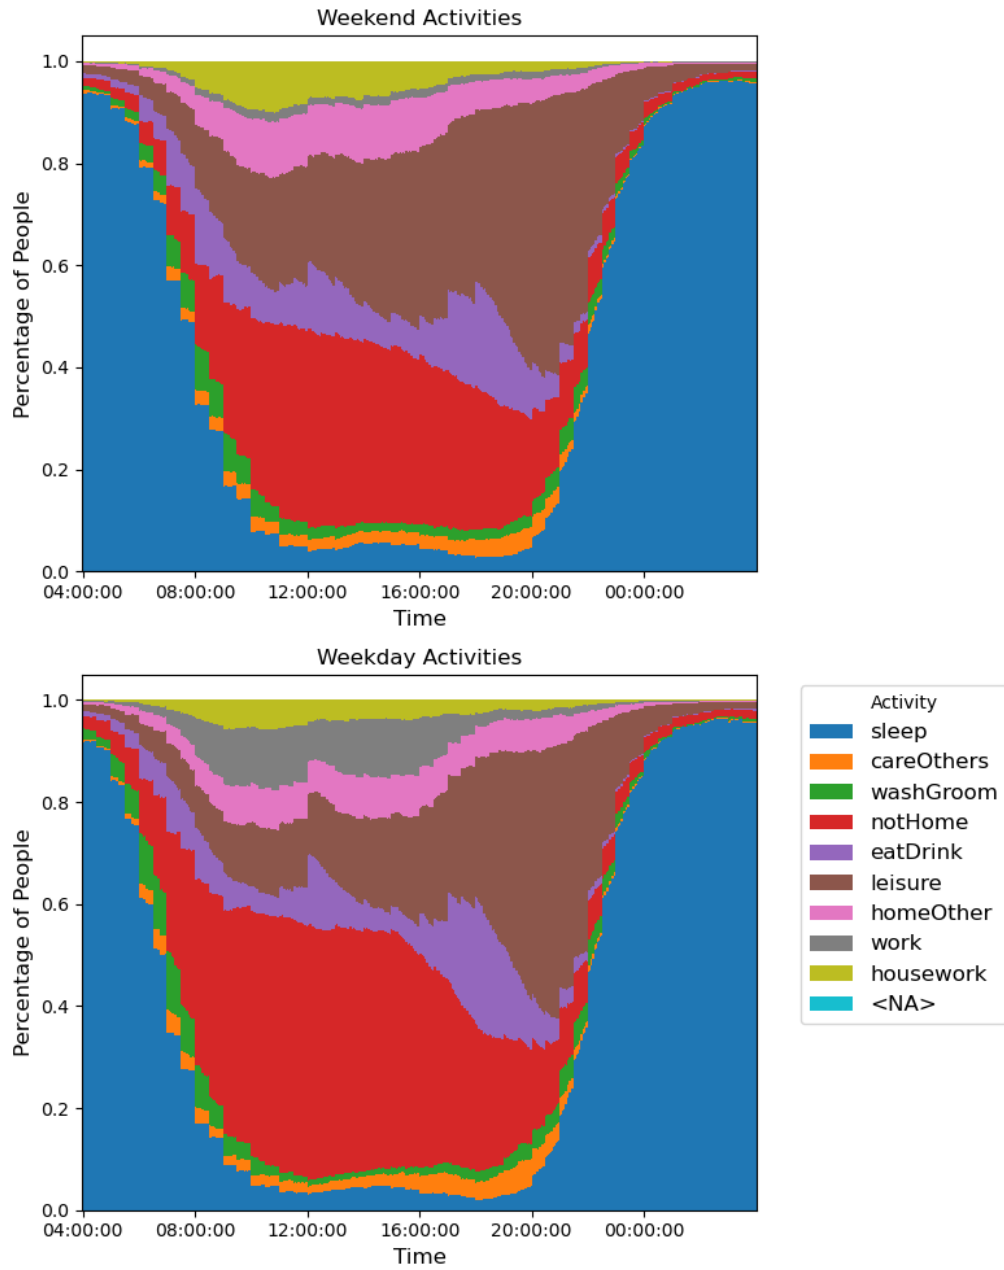 Weekend Activities
1.0
0.8
0.6
0.4
0.2
0.0
Percentage of People
04:00:00 08:00:00 12:00:00 16:00:00 20:00:00 00:00:00
Time
Weekday Activities
1.0
0.8
0.6
0.4
0.2
0.0
Percentage of People
04:00:00 08:00:00 12:00:00 16:00:00 20:00:00 00:00:00
Time
Activity
sleep
careOthers
washGroom
notHome
eatDrink
leisure
homeOther
work
housework
<NA>